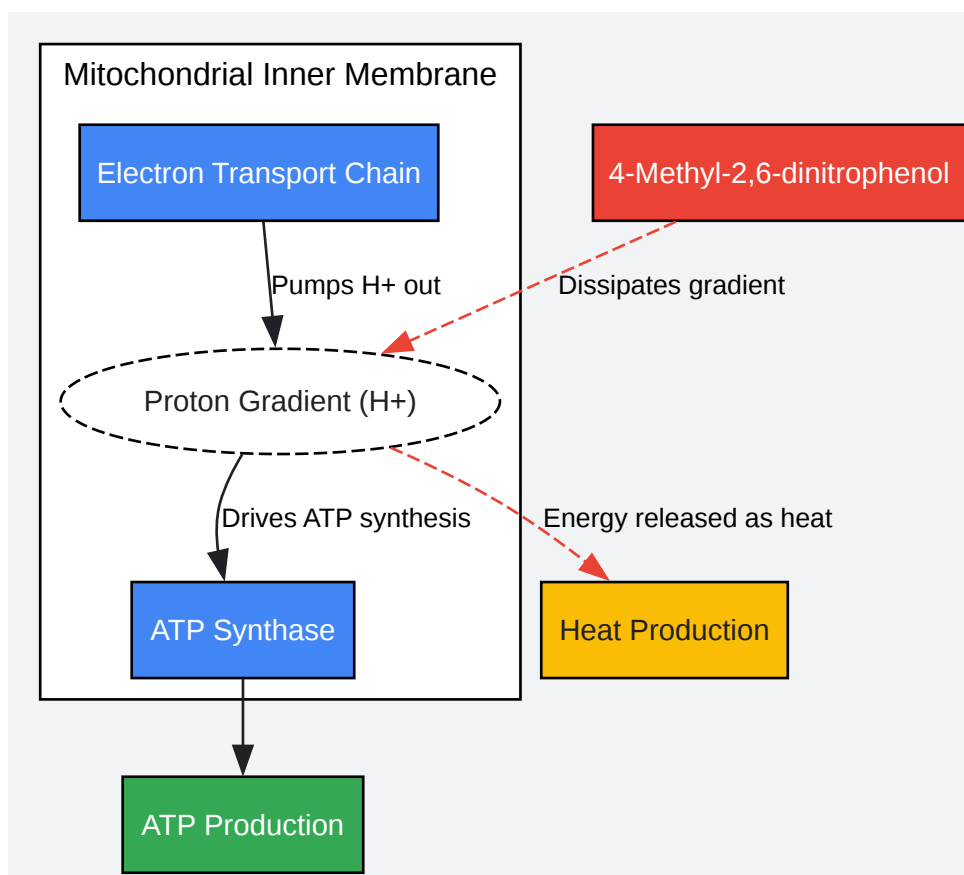 Mitochondrial Inner Membrane
Electron Transport Chain
4-Methyl-2,6-dinitrophenol
Pumps H+ out
Dissipates gradient
Proton Gradient (H+)
Drives ATP synthesis
Energy released as heat
ATP Synthase
Heat Production
ATP Production